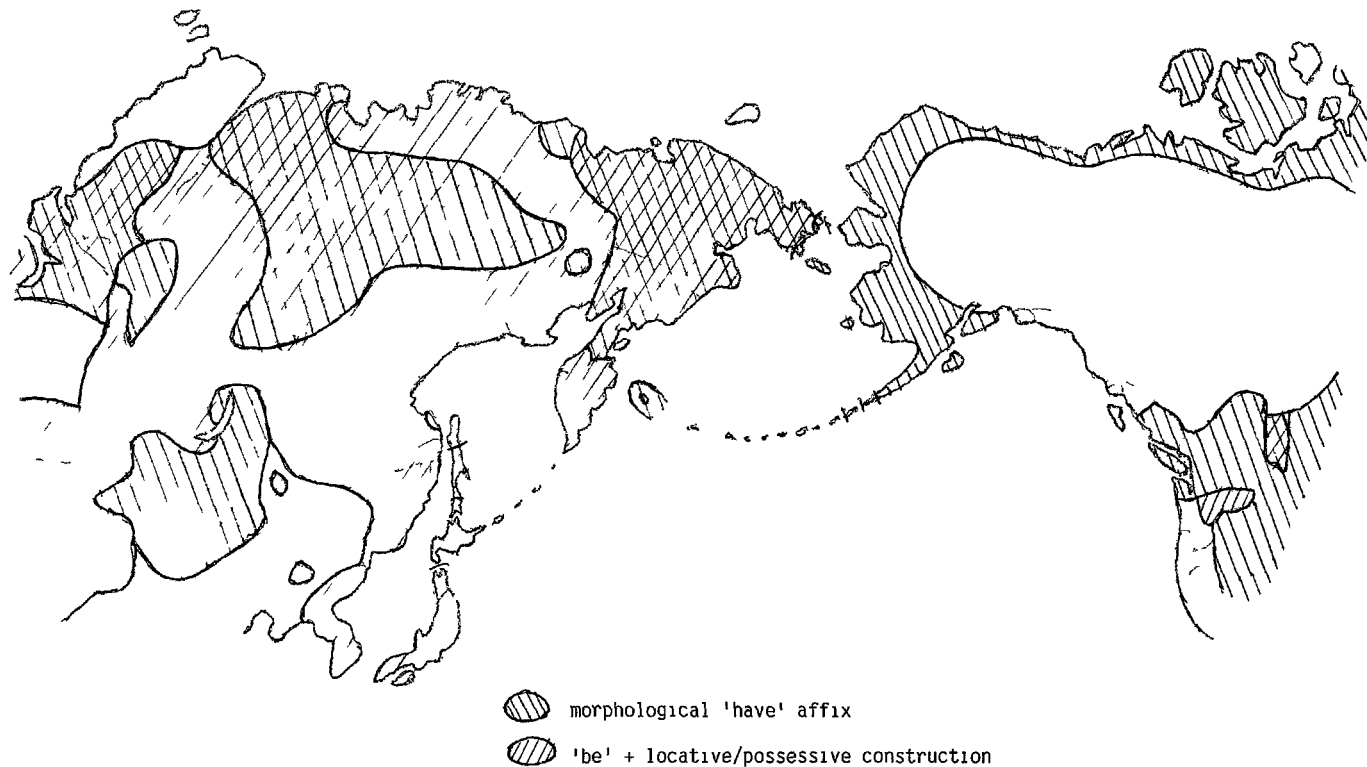 morphological 'have' affix
'be' + locative/possessive construction